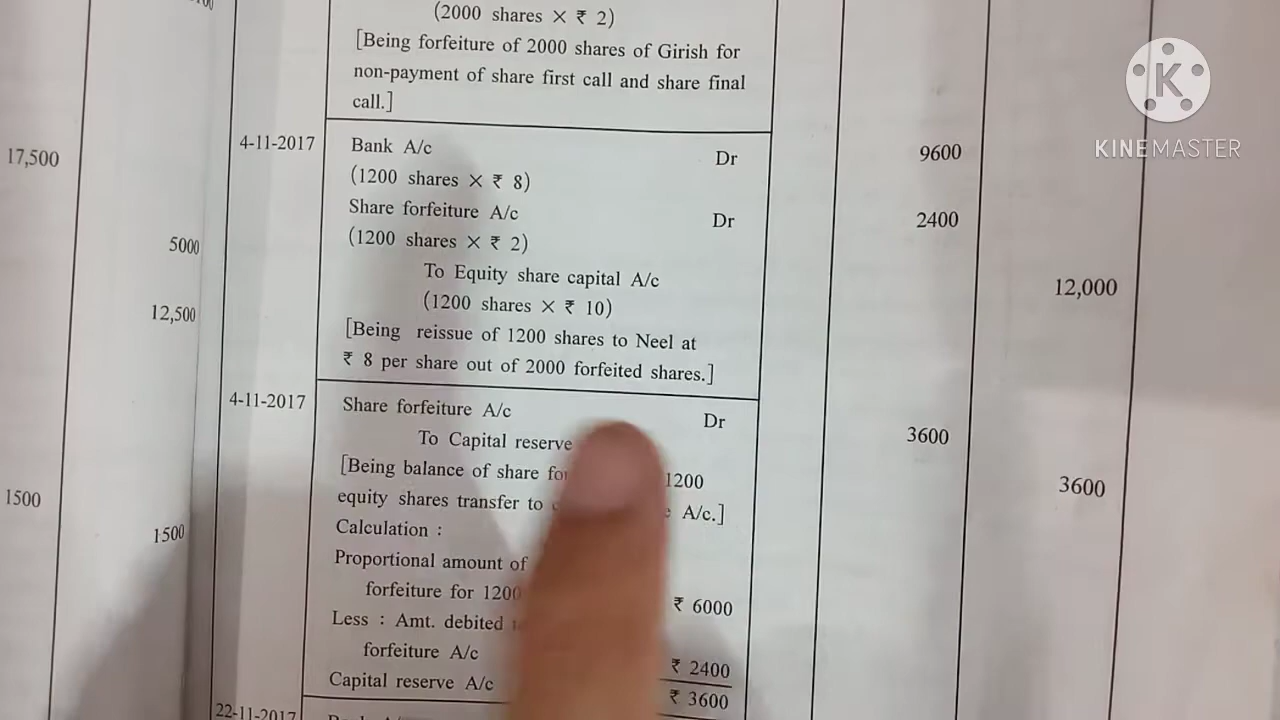 (2000 shares × ₹ 2)
[Being forfeiture of 2000 shares of Girish for
non-payment of share first call and share final
call.]
4-11-2017 Bank A/c Dr 9600
(1200 shares × ₹ 8)
Share forfeiture A/c Dr 2400
(1200 shares × ₹ 2)
To Equity share capital A/c 12,000
(1200 shares × ₹ 10)
[Being reissue of 1200 shares to Neel at
₹ 8 per share out of 2000 forfeited shares.]
4-11-2017 Share forfeiture A/c Dr 3600
To Capital reserve 3600
[Being balance of share 1200
equity shares transfer to A/c.]
Calculation :
Proportional amount of
forfeiture for 1200 ₹ 6000
Less : Amt. debited
forfeiture A/c ₹ 2400
Capital reserve A/c ₹ 3600
22-11-2017
17,500
5000
12,500
1500
1500
K
KINEMASTER